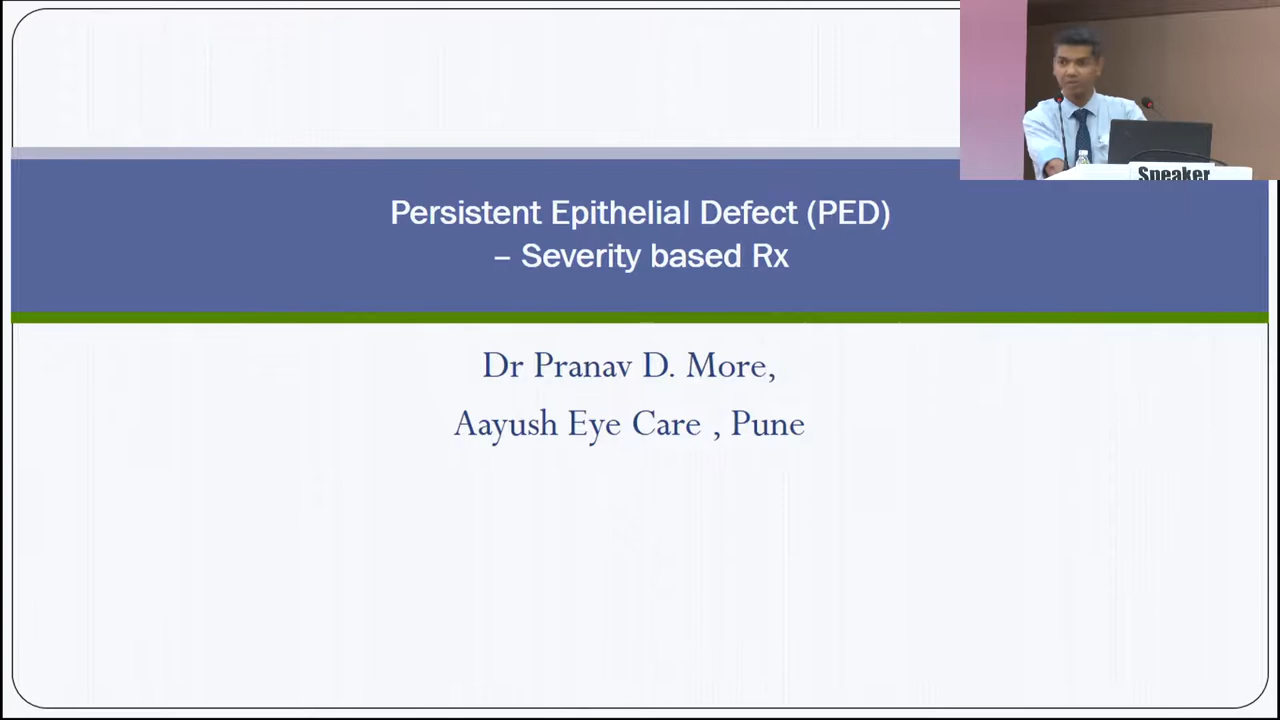 Persistent Epithelial Defect (PED)
– Severity based Rx
Dr Pranav D. More,
Aayush Eye Care , Pune
Speaker